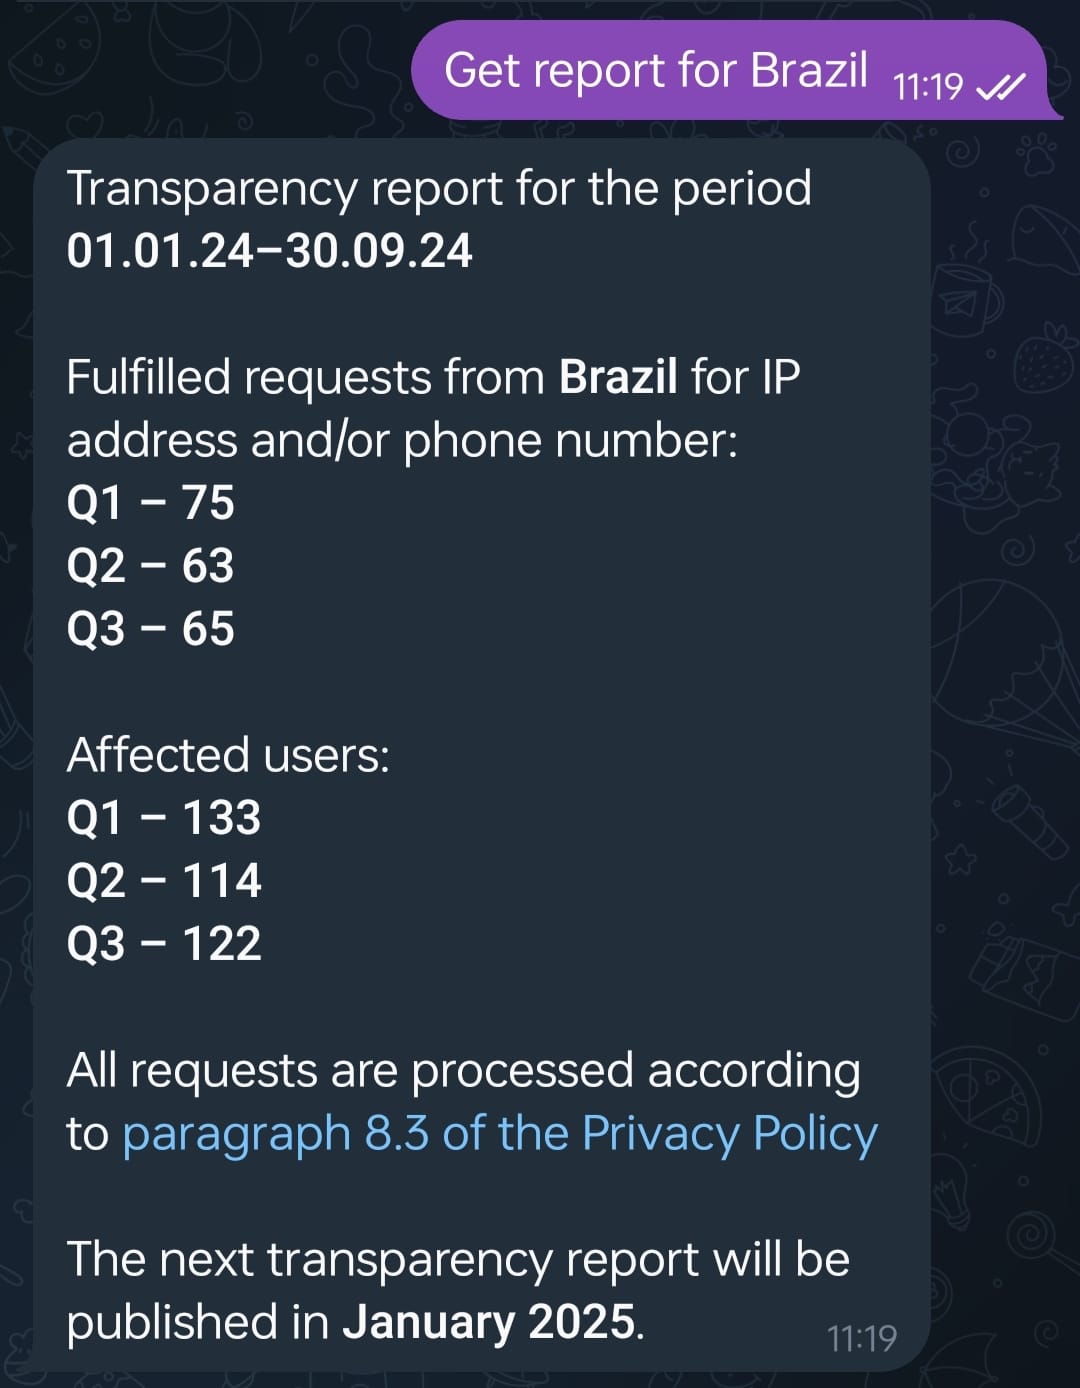 Get report for Brazil 11:19
Transparency report for the period
01.01.24–30.09.24
Fulfilled requests from Brazil for IP
address and/or phone number:
Q1 – 75
Q2 – 63
Q3 – 65
Affected users:
Q1 – 133
Q2 – 114
Q3 – 122
All requests are processed according
to paragraph 8.3 of the Privacy Policy
The next transparency report will be
published in January 2025.
11:19